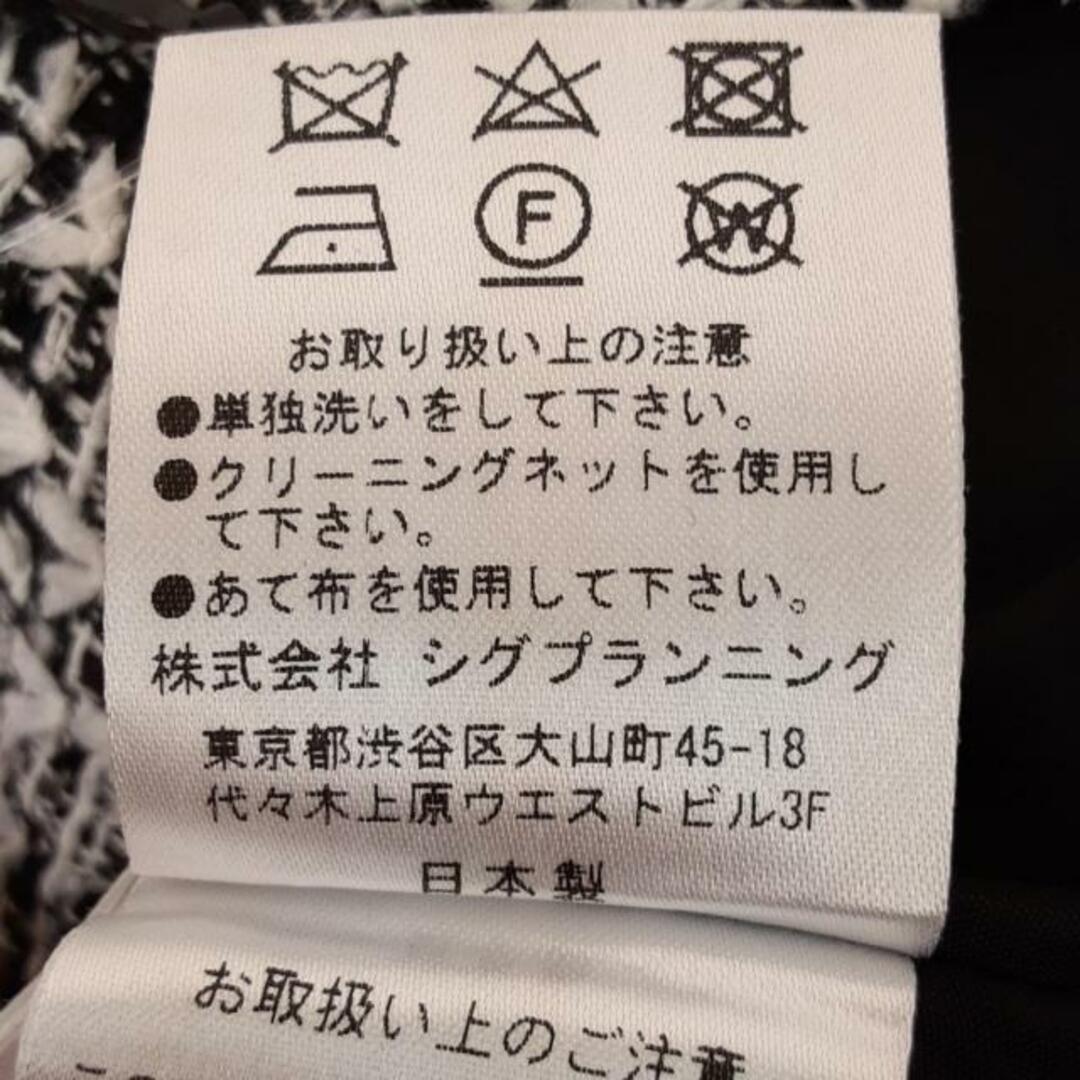 F
W
お取り扱い上の注意
●単独洗いをして下さい。
●クリーニングネットを使用し
て下さい。
●あて布を使用して下さい。
株式会社 シグプランニング
東京都渋谷区大山町45-18
代々木上原ウエストビル3F
日本製
お取扱い上のご注意